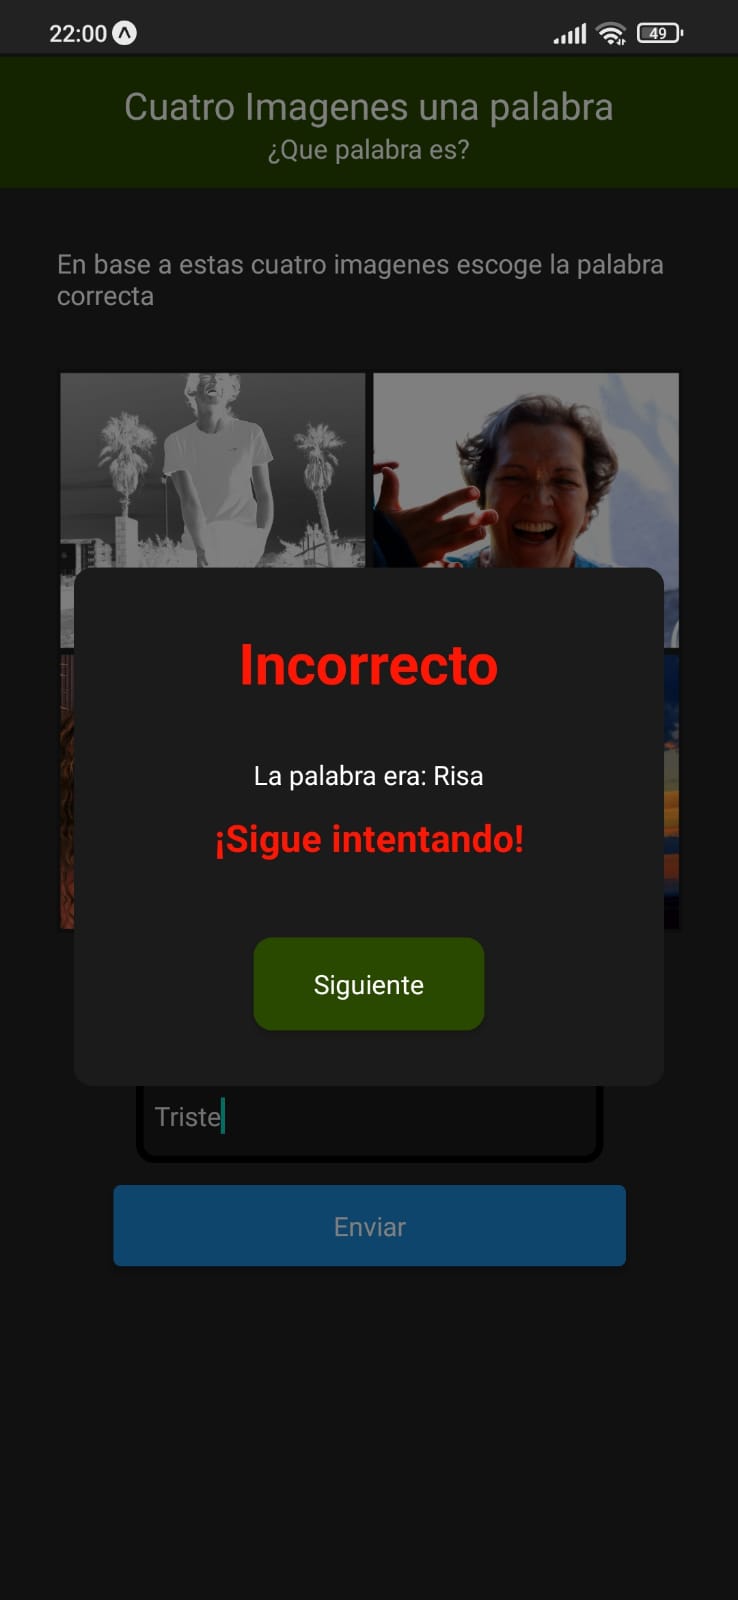 22:00
49
Cuatro Imagenes una palabra
¿Que palabra es?
En base a estas cuatro imagenes escoge la palabra
correcta
Incorrecto
La palabra era: Risa
¡Sigue intentando!
Siguiente
Triste
Enviar